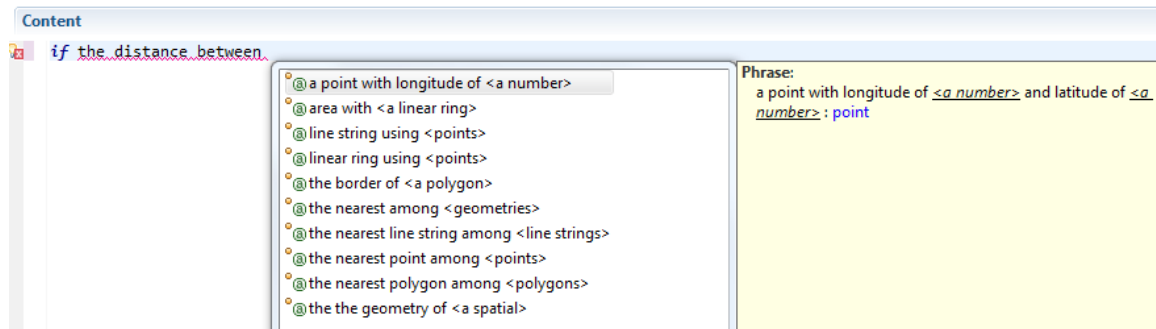 Content
if the distance between
a point with longitude of <a number>
area with <a linear ring>
line string using <points>
linear ring using <points>
the border of <a polygon>
the nearest among <geometries>
the nearest line string among <line strings>
the nearest point among <points>
the nearest polygon among <polygons>
the the geometry of <a spatial>
Phrase:
a point with longitude of <a number> and latitude of <a
number> : point